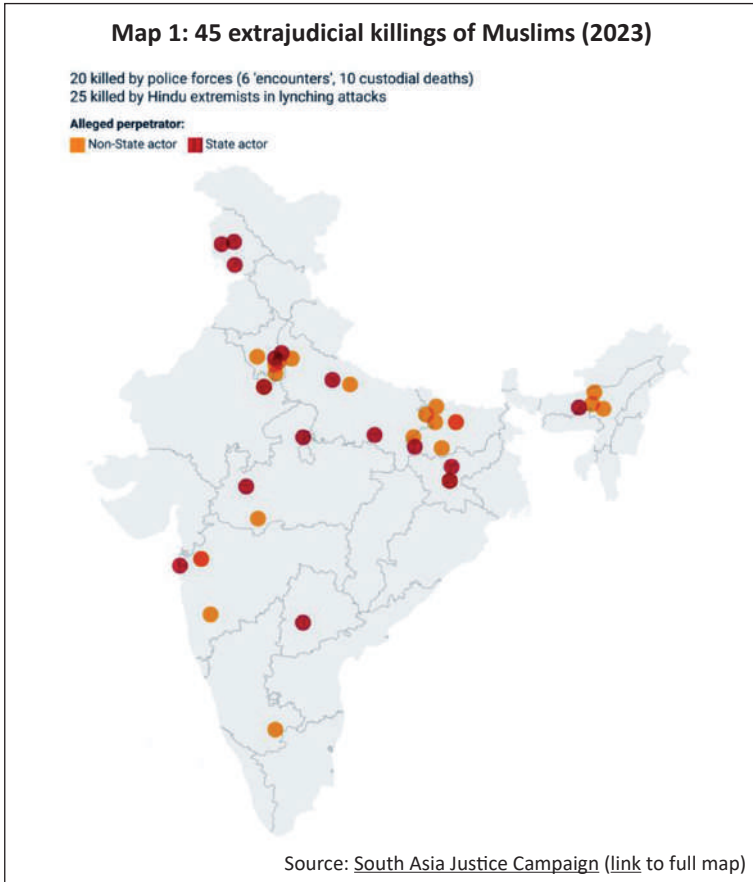 Map 1: 45 extrajudicial killings of Muslims (2023)
20 killed by police forces (6 'encounters', 10 custodial deaths)
25 killed by Hindu extremists in lynching attacks
Alleged perpetrator:
Non-State actor State actor
Source: South Asia Justice Campaign (link to full map)